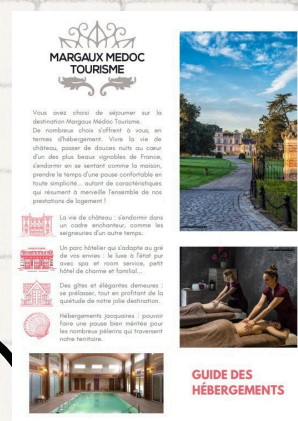 MARGAUX MEDOC
TOURISME
Vous avez choisi de séjourner sur la
destination Margaux Médoc Tourisme.
De nombreux choix s'offrent à vous, en
termes d'hébergement. Vivre la vie de
château, passer de douces nuits au cœur
d'un des plus beaux vignobles de France,
s'endormir en se sentant comme la maison,
prendre le temps d'une pause confortable en
toute simplicité... autant de caractéristiques
qui résument à merveille l'ensemble de nos
prestations de logement !
La vie de château : s'endormir dans
un cadre enchanteur, comme les
seigneuries d'un autre temps.
Un parc hôtelier qui s'adapte au gré
de vos envies : le luxe à l'état pur
avec spa et room service, petit
hôtel de charme et familial...
Des gîtes et élégantes demeures :
se prélasser, tout en profitant de la
quiétude de notre jolie destination.
Hébergements jacquaires : pouvoir
faire une pause bien méritée pour
les nombreux pèlerins qui traversent
notre territoire.
GUIDE DES
HÉBERGEMENTS